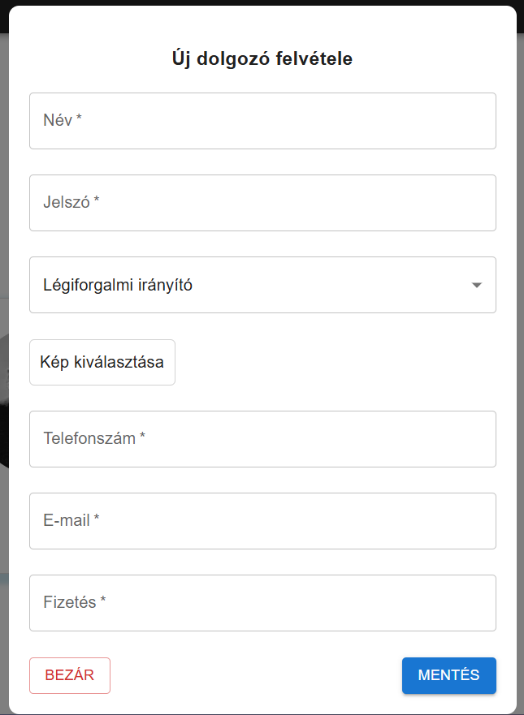 Új dolgozó felvétele
Név *
Jelszó *
Légiforgalmi irányító
Kép kiválasztása
Telefonszám *
E-mail *
Fizetés *
BEZÁR
MENTÉS